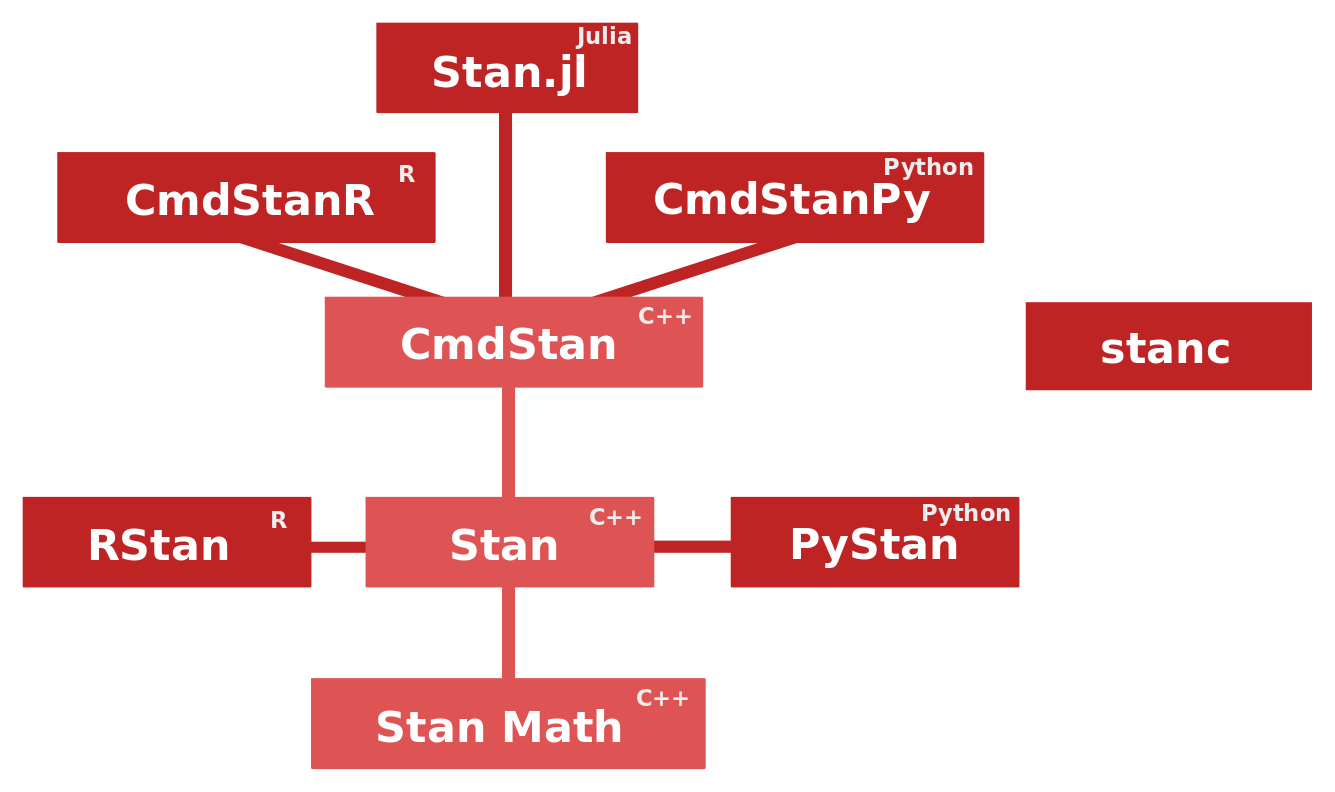 Julia
Stan.jl
R
CmdStanR
Python
CmdStanPy
C++
CmdStan
stanc
R
RStan
C++
Stan
Python
PyStan
C++
Stan Math